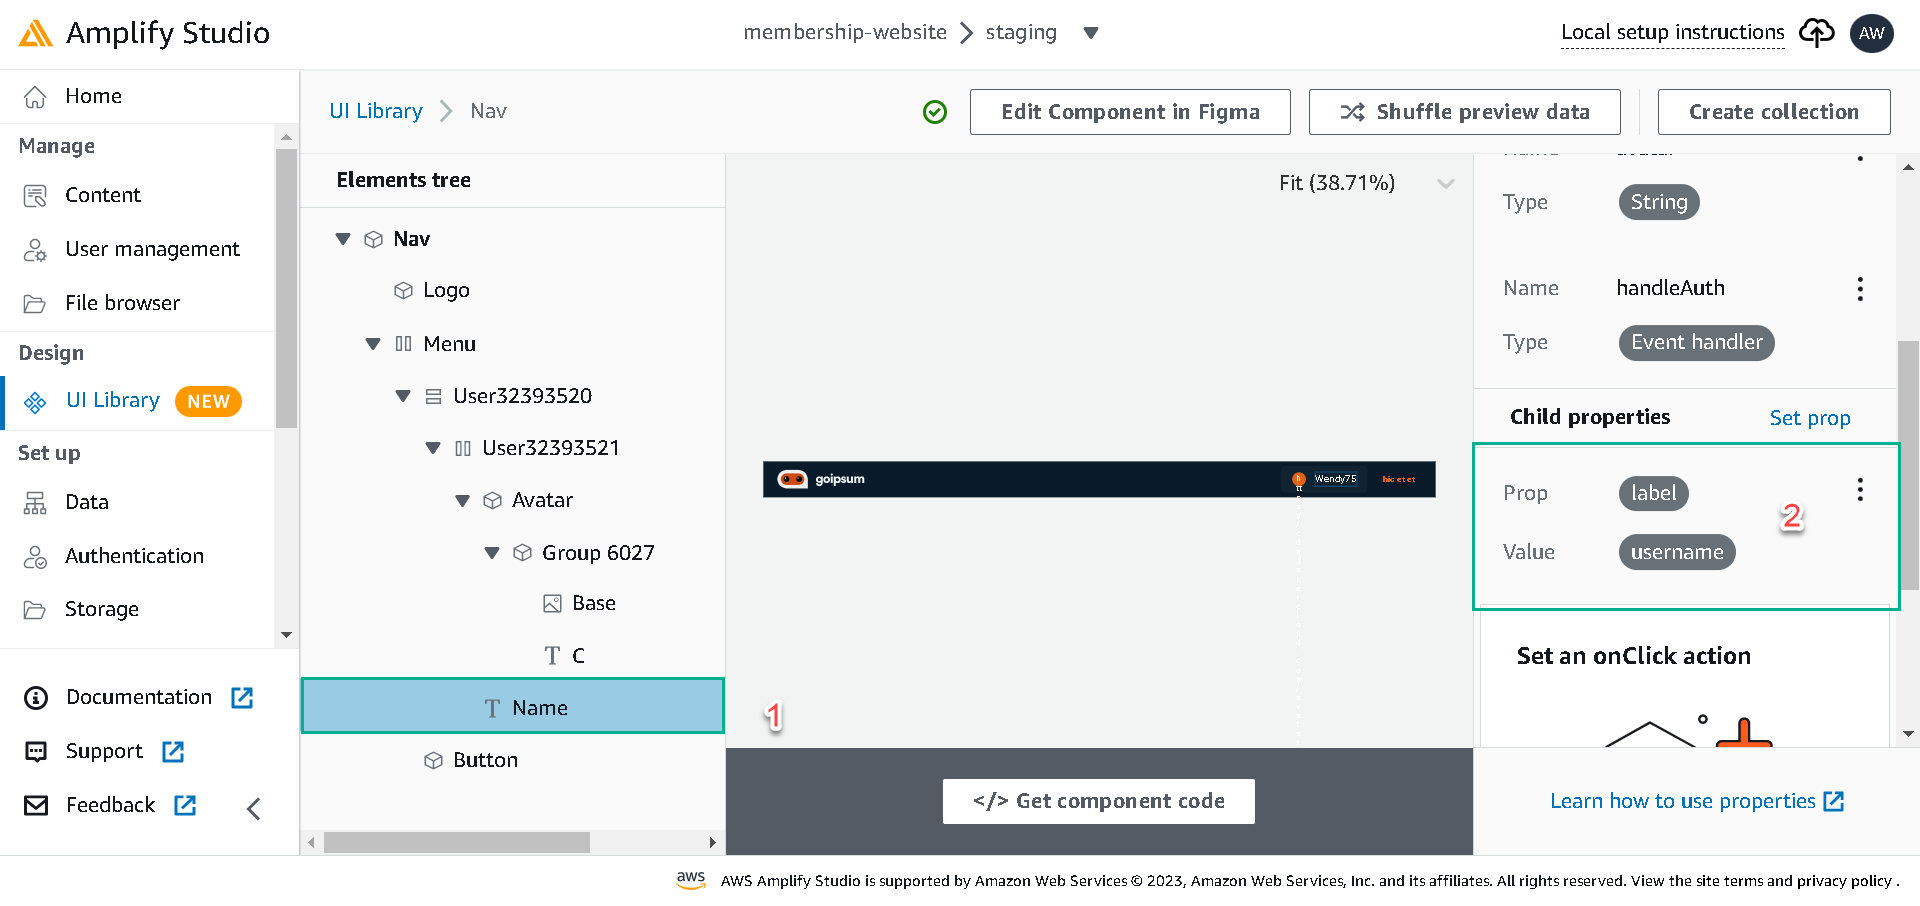 Amplify Studio
membership-website staging
Local setup instructions
AW
Home
Manage
Content
User management
File browser
Design
UI Library NEW
Set up
Data
Authentication
Storage
Documentation
Support
Feedback
UI Library Nav
Edit Component in Figma
Shuffle preview data
Create collection
Elements tree
Nav
Logo
Menu
User32393520
User32393521
Avatar
Group 6027
Base
C
Name
Button
Fit (38.71%)
goipsum
h
Wendy75
hic et et
1
</> Get component code
Type String
Name handleAuth
Type Event handler
Child properties Set prop
Prop label
2
Value username
Set an onClick action
Learn how to use properties
aws AWS Amplify Studio is supported by Amazon Web Services © 2023, Amazon Web Services, Inc. and its affiliates. All rights reserved. View the site terms and privacy policy .